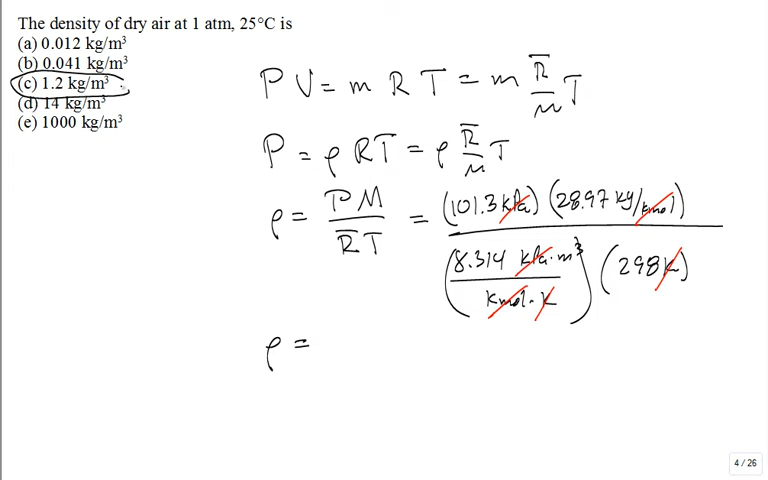 The density of dry air at 1 atm, 25°C is
(a) 0.012 kg/m³
(b) 0.041 kg/m³
(c) 1.2 kg/m³
(d) 14 kg/m³
(e) 1000 kg/m³
P V = m R T = m R̅/M T
P = ρ R T = ρ R̅/M T
ρ = P M / R̅ T = (101.3 kPa) (28.97 kg/kmol) / (8.314 kPa·m³ / kmol·K) (298 K)
ρ =
4 / 26